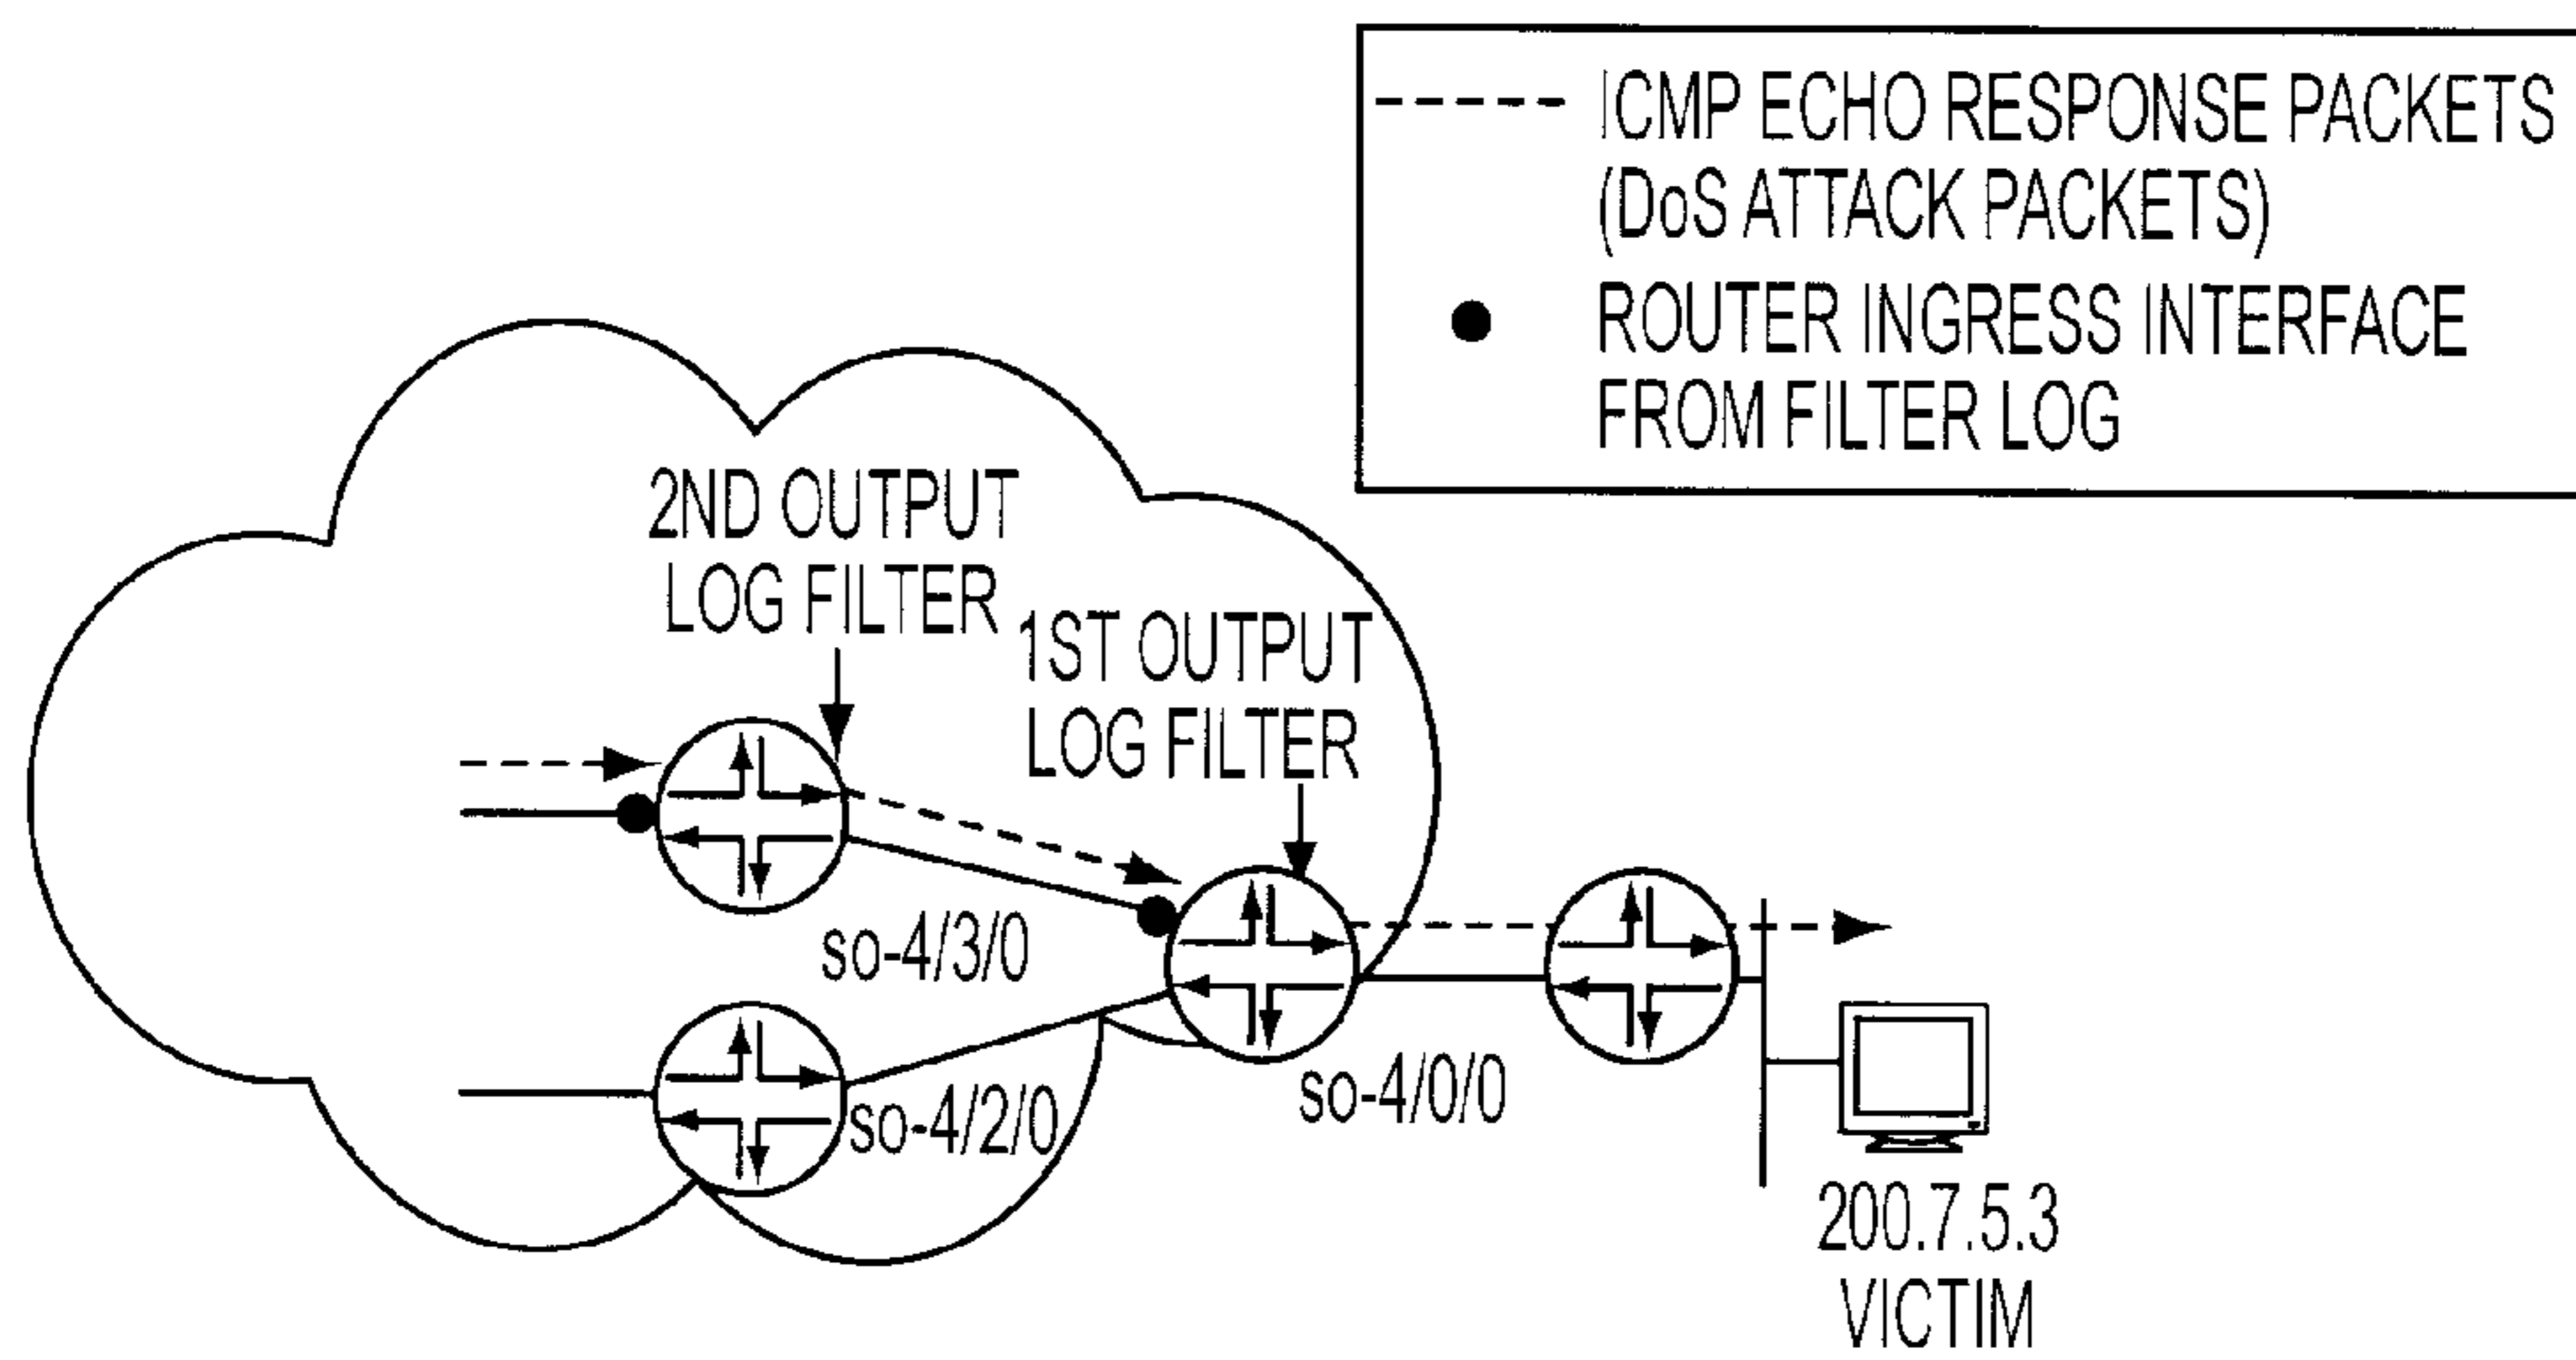 ICMP ECHO RESPONSE PACKETS
(DoS ATTACK PACKETS)
ROUTER INGRESS INTERFACE
FROM FILTER LOG
2ND OUTPUT
LOG FILTER
1ST OUTPUT
LOG FILTER
so-4/3/0
so-4/2/0
so-4/0/0
200.7.5.3
VICTIM